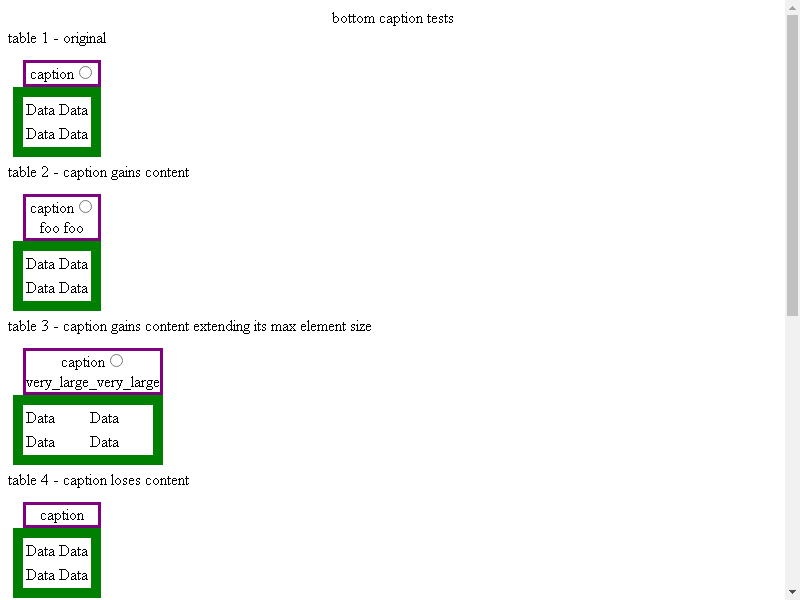 bottom caption tests
table 1 - original
caption
Data Data
Data Data
table 2 - caption gains content
caption
foo foo
Data Data
Data Data
table 3 - caption gains content extending its max element size
caption
very_large_very_large
Data Data
Data Data
table 4 - caption loses content
caption
Data Data
Data Data